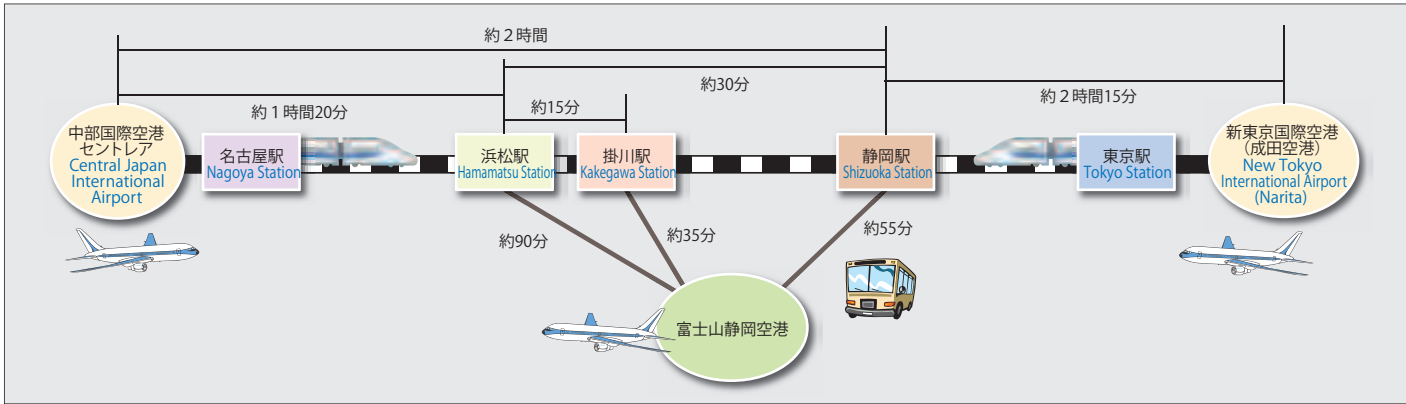 約２時間
約30分
約１時間20分
約15分
約２時間15分
中部国際空港
セントレア
Central Japan
International
Airport
名古屋駅
Nagoya Station
浜松駅
Hamamatsu Station
掛川駅
Kakegawa Station
静岡駅
Shizuoka Station
東京駅
Tokyo Station
新東京国際空港
（成田空港）
New Tokyo
International Airport
(Narita)
約90分
約35分
約55分
富士山静岡空港